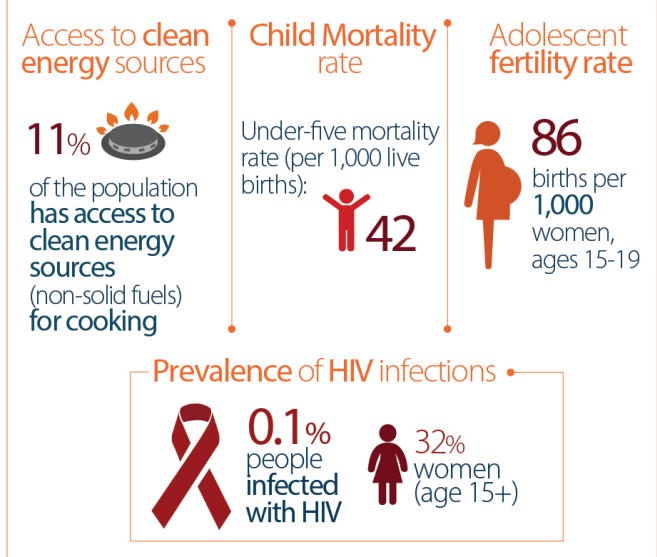 Access to clean
energy sources
11%
of the population
has access to
clean energy
sources
(non-solid fuels)
for cooking
Child Mortality
rate
Under-five mortality
rate (per 1,000 live
births):
42
Adolescent
fertility rate
86
births per
1,000
women,
ages 15-19
Prevalence of HIV infections
0.1%
people
infected
with HIV
32%
women
(age 15+)